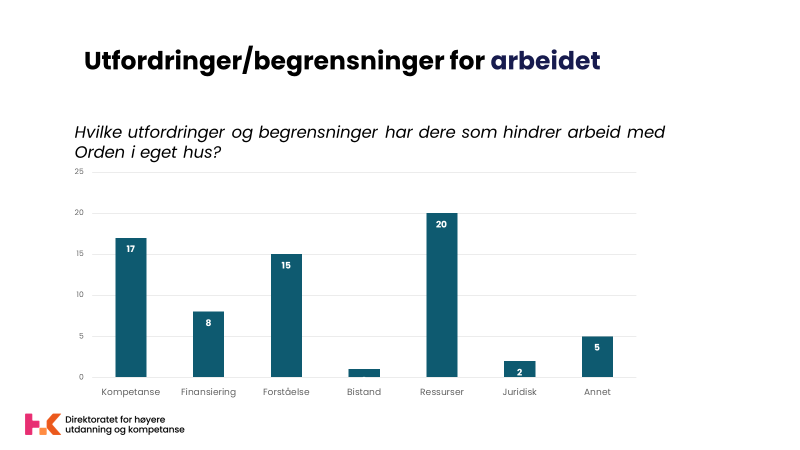 Utfordringer/begrensninger for arbeidet
Hvilke utfordringer og begrensninger har dere som hindrer arbeid med
Orden i eget hus?
25
20
15
10
5
0
17
8
15
20
2
5
Kompetanse Finansiering Forståelse Bistand Ressurser Juridisk Annet
Direktoratet for høyere
utdanning og kompetanse